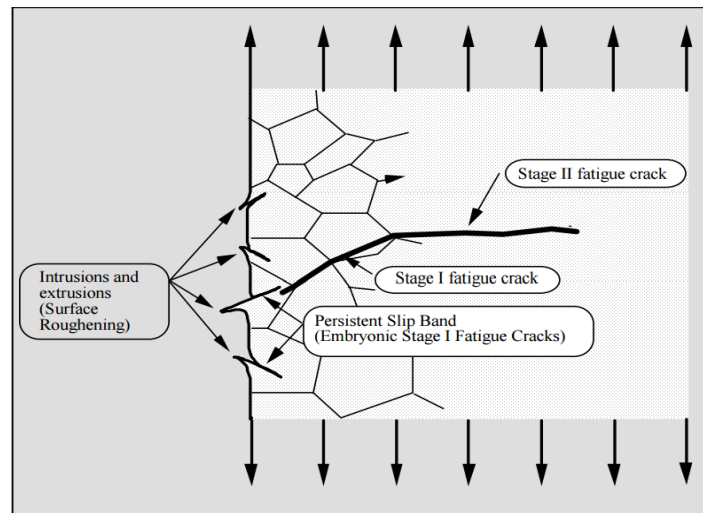 Stage II fatigue crack
Stage I fatigue crack
Intrusions and
extrusions
(Surface
Roughening)
Persistent Slip Band
(Embryonic Stage I Fatigue Cracks)